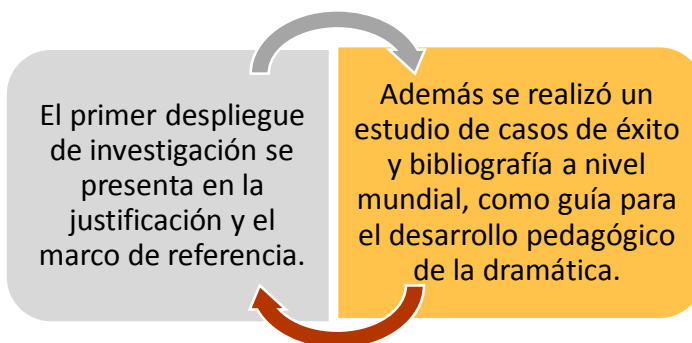 El primer despliegue
de investigación se
presenta en la
justificación y el
marco de referencia.
Además se realizó un
estudio de casos de éxito
y bibliografía a nivel
mundial, como guía para
el desarrollo pedagógico
de la dramática.